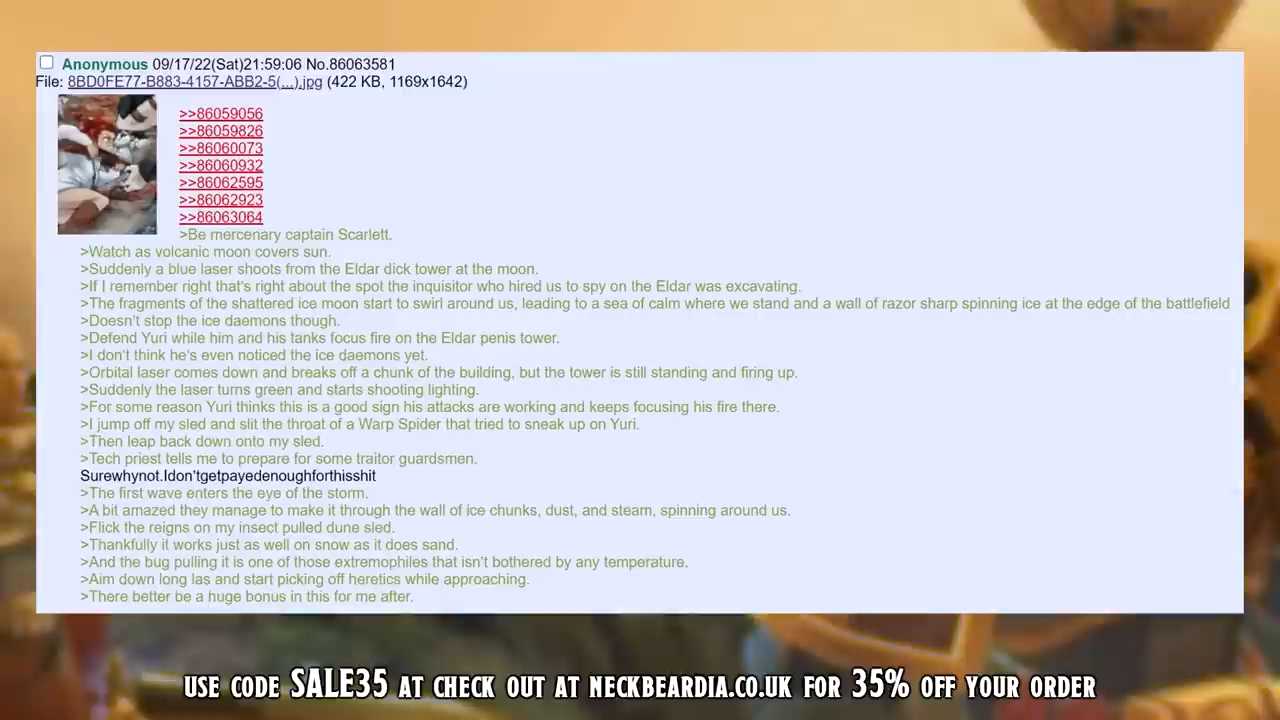 Anonymous 09/17/22(Sat)21:59:06 No.86063581
File: 8BD0FE77-B883-4157-ABB2-5(...).jpg (422 KB, 1169x1642)
>>86059056
>>86059826
>>86060073
>>86060932
>>86062595
>>86062923
>>86063064
>Be mercenary captain Scarlett.
>Watch as volcanic moon covers sun.
>Suddenly a blue laser shoots from the Eldar dick tower at the moon.
>If I remember right that's right about the spot the inquisitor who hired us to spy on the Eldar was excavating.
>The fragments of the shattered ice moon start to swirl around us, leading to a sea of calm where we stand and a wall of razor sharp spinning ice at the edge of the battlefield
>Doesn't stop the ice daemons though.
>Defend Yuri while him and his tanks focus fire on the Eldar penis tower.
>I don't think he's even noticed the ice daemons yet.
>Orbital laser comes down and breaks off a chunk of the building, but the tower is still standing and firing up.
>Suddenly the laser turns green and starts shooting lighting.
>For some reason Yuri thinks this is a good sign his attacks are working and keeps focusing his fire there.
>I jump off my sled and slit the throat of a Warp Spider that tried to sneak up on Yuri.
>Then leap back down onto my sled.
>Tech priest tells me to prepare for some traitor guardsmen.
Surewhynot.Idon'tgetpayedenoughforthisshit
>The first wave enters the eye of the storm.
>A bit amazed they manage to make it through the wall of ice chunks, dust, and steam, spinning around us.
>Flick the reigns on my insect pulled dune sled.
>Thankfully it works just as well on snow as it does sand.
>And the bug pulling it is one of those extremophiles that isn't bothered by any temperature.
>Aim down long las and start picking off heretics while approaching.
>There better be a huge bonus in this for me after.
USE CODE SALE35 AT CHECK OUT AT NECKBEARDIA.CO.UK FOR 35% OFF YOUR ORDER